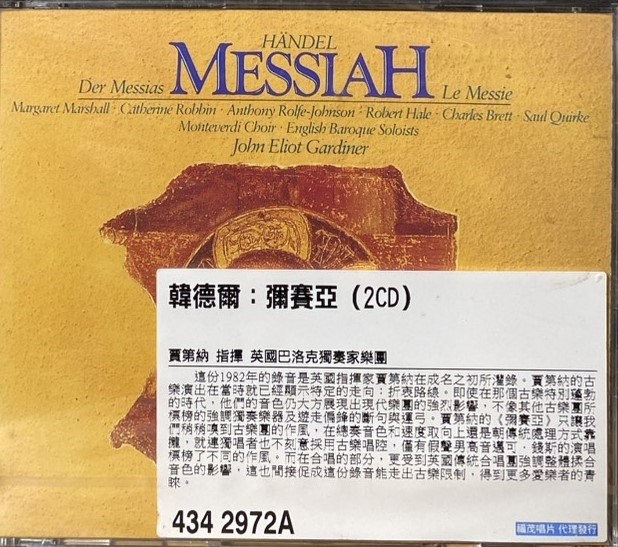 HÄNDEL
Der Messias MESSIAH Le Messie
Margaret Marshall · Catherine Robbin · Anthony Rolfe-Johnson · Robert Hale · Charles Brett · Saul Quirke
Monteverdi Choir · English Baroque Soloists
John Eliot Gardiner
韓德爾：彌賽亞 (2CD)
賈第納 指揮 英國巴洛克獨奏家樂團
這份1982年的錄音是英國指揮家賈第納在成名之初所灌錄。賈第納的古
樂演出在當時就已經顯示特定的走向：折衷路線。即使在那個古樂特別蓬勃
的時代，他們的音色仍大方展現出現代樂團的強烈影響，不像其他古樂團所
標榜的強調獨奏樂器及遊走偏鋒的斷句與運弓。賈第納的《彌賽亞》只讓我
們稍稍嗅到古樂團的作風，在總奏音色和速度取向上還是朝傳統處理方式靠
攏，就連獨唱者也不刻意採用古樂唱腔，僅有假聲男高音遇可．錢斯的演唱
標榜了不同的作風。而在合唱的部分，更受到英國傳統合唱團強調整體揉合
音色的影響，這也間接促成這份錄音能走出古樂限制，得到更多愛樂者的青
睞。
434 2972A
福茂唱片 代理發行